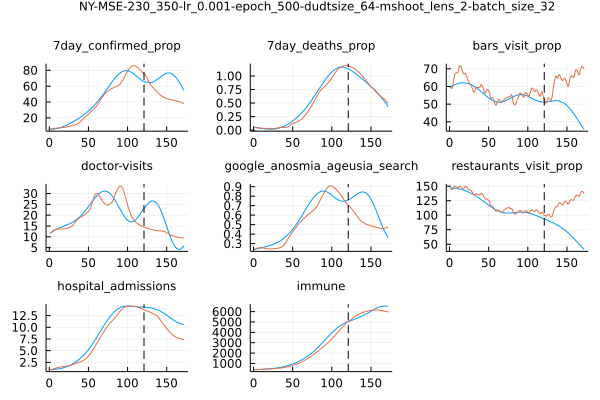 NY-MSE-230_350-lr_0.001-epoch_500-dudtsize_64-mshoot_lens_2-batch_size_32
7day_confirmed_prop
80
60
40
20
0 50 100 150
7day_deaths_prop
1.00
0.75
0.50
0.25
0.00
0 50 100 150
bars_visit_prop
70
60
50
40
0 50 100 150
doctor-visits
30
25
20
15
10
5
0 50 100 150
google_anosmia_ageusia_search
0.9
0.8
0.7
0.6
0.5
0.4
0.3
0 50 100 150
restaurants_visit_prop
150
125
100
75
50
0 50 100 150
hospital_admissions
12.5
10.0
7.5
5.0
2.5
0 50 100 150
immune
6000
5000
4000
3000
2000
1000
0 50 100 150